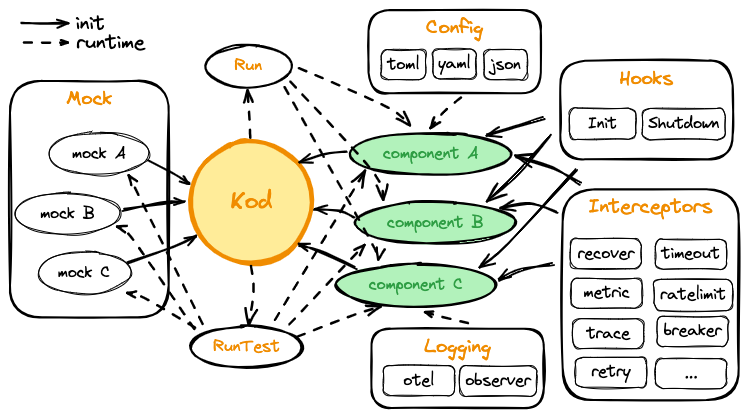 init
runtime
Run
Config
toml
yaml
json
Hooks
Init
Shutdown
Mock
mock A
mock B
mock C
Kod
component A
component B
component C
Interceptors
recover
timeout
metric
ratelimit
trace
breaker
retry
...
RunTest
Logging
otel
observer